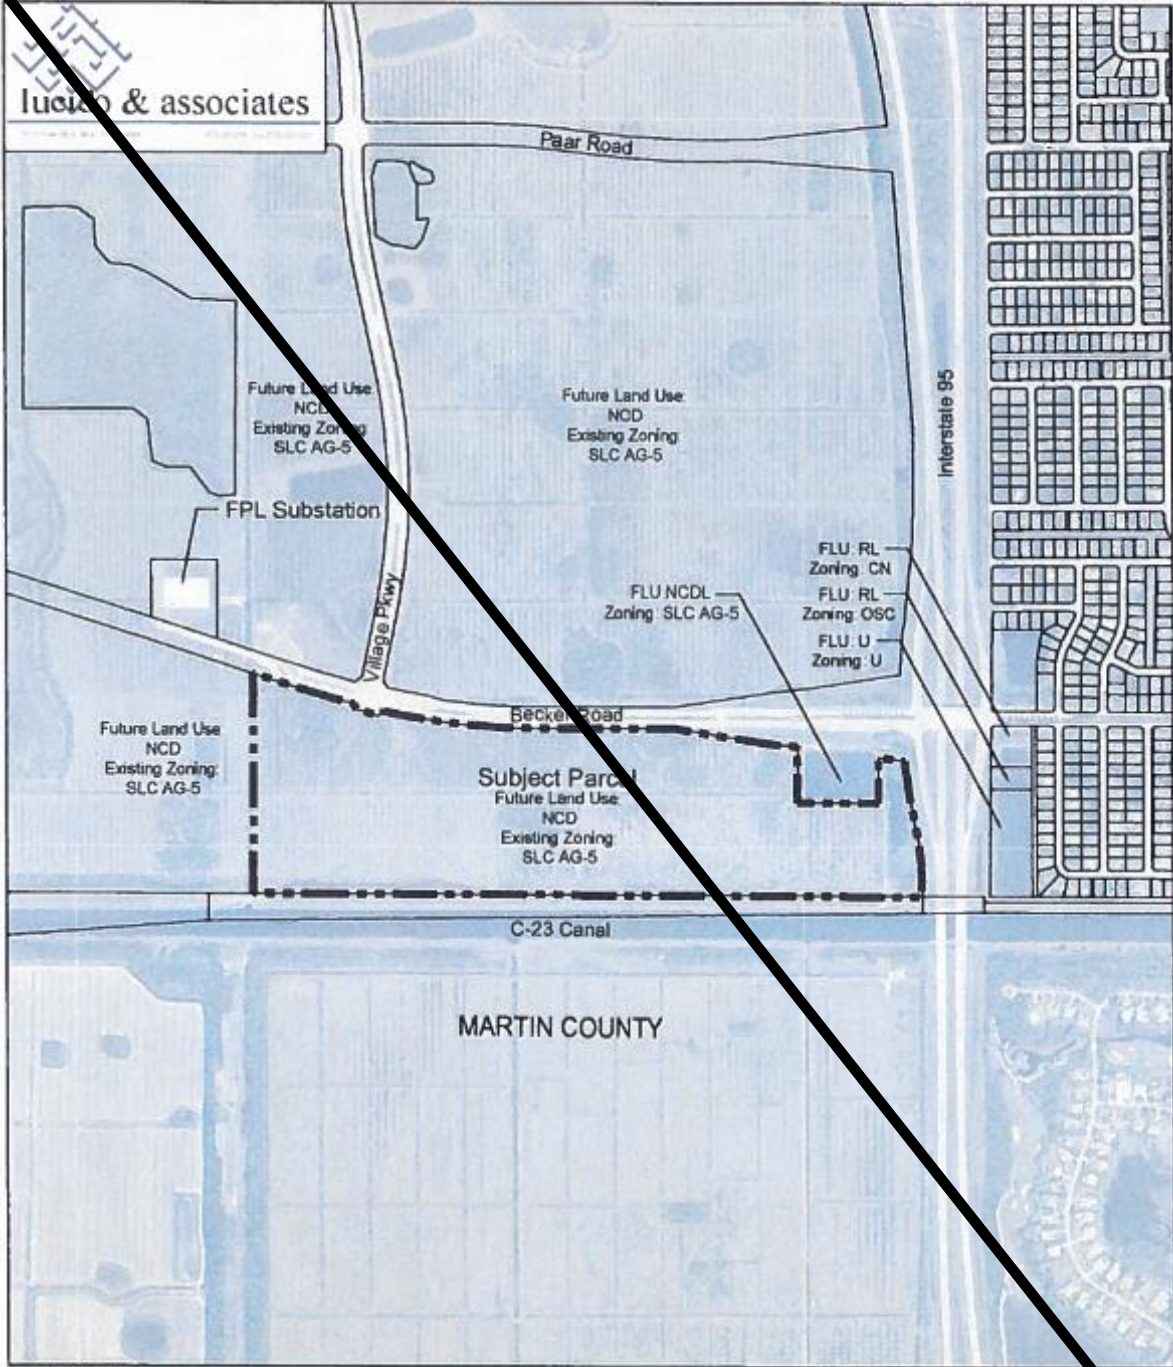 lucido & associates
Paar Road
Interstate 95
Future Land Use
NCD
Existing Zoning
SLC AG-5
Future Land Use
NCD
Existing Zoning
SLC AG-5
FPL Substation
Village Pkwy
FLU: RL
Zoning: CN
FLU NCDL
Zoning: SLC AG-5
FLU: RL
Zoning: OSC
FLU: U
Zoning: U
Becker Road
Future Land Use
NCD
Existing Zoning:
SLC AG-5
Subject Parcel
Future Land Use:
NCD
Existing Zoning
SLC AG-5
C-23 Canal
MARTIN COUNTY